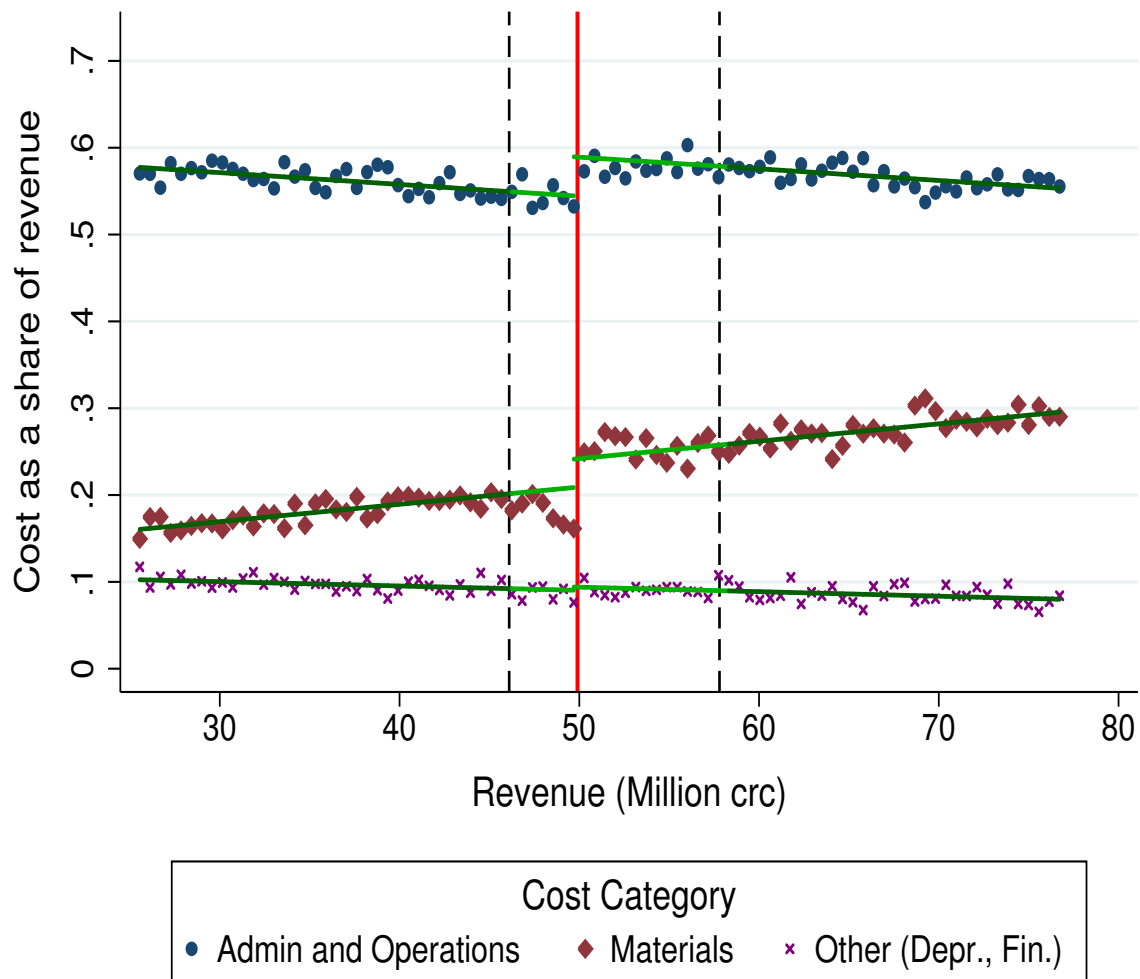 Cost as a share of revenue
.7
.6
.5
.4
.3
.2
.1
0
30 40 50 60 70 80
Revenue (Million crc)
Cost Category
Admin and Operations Materials Other (Depr., Fin.)